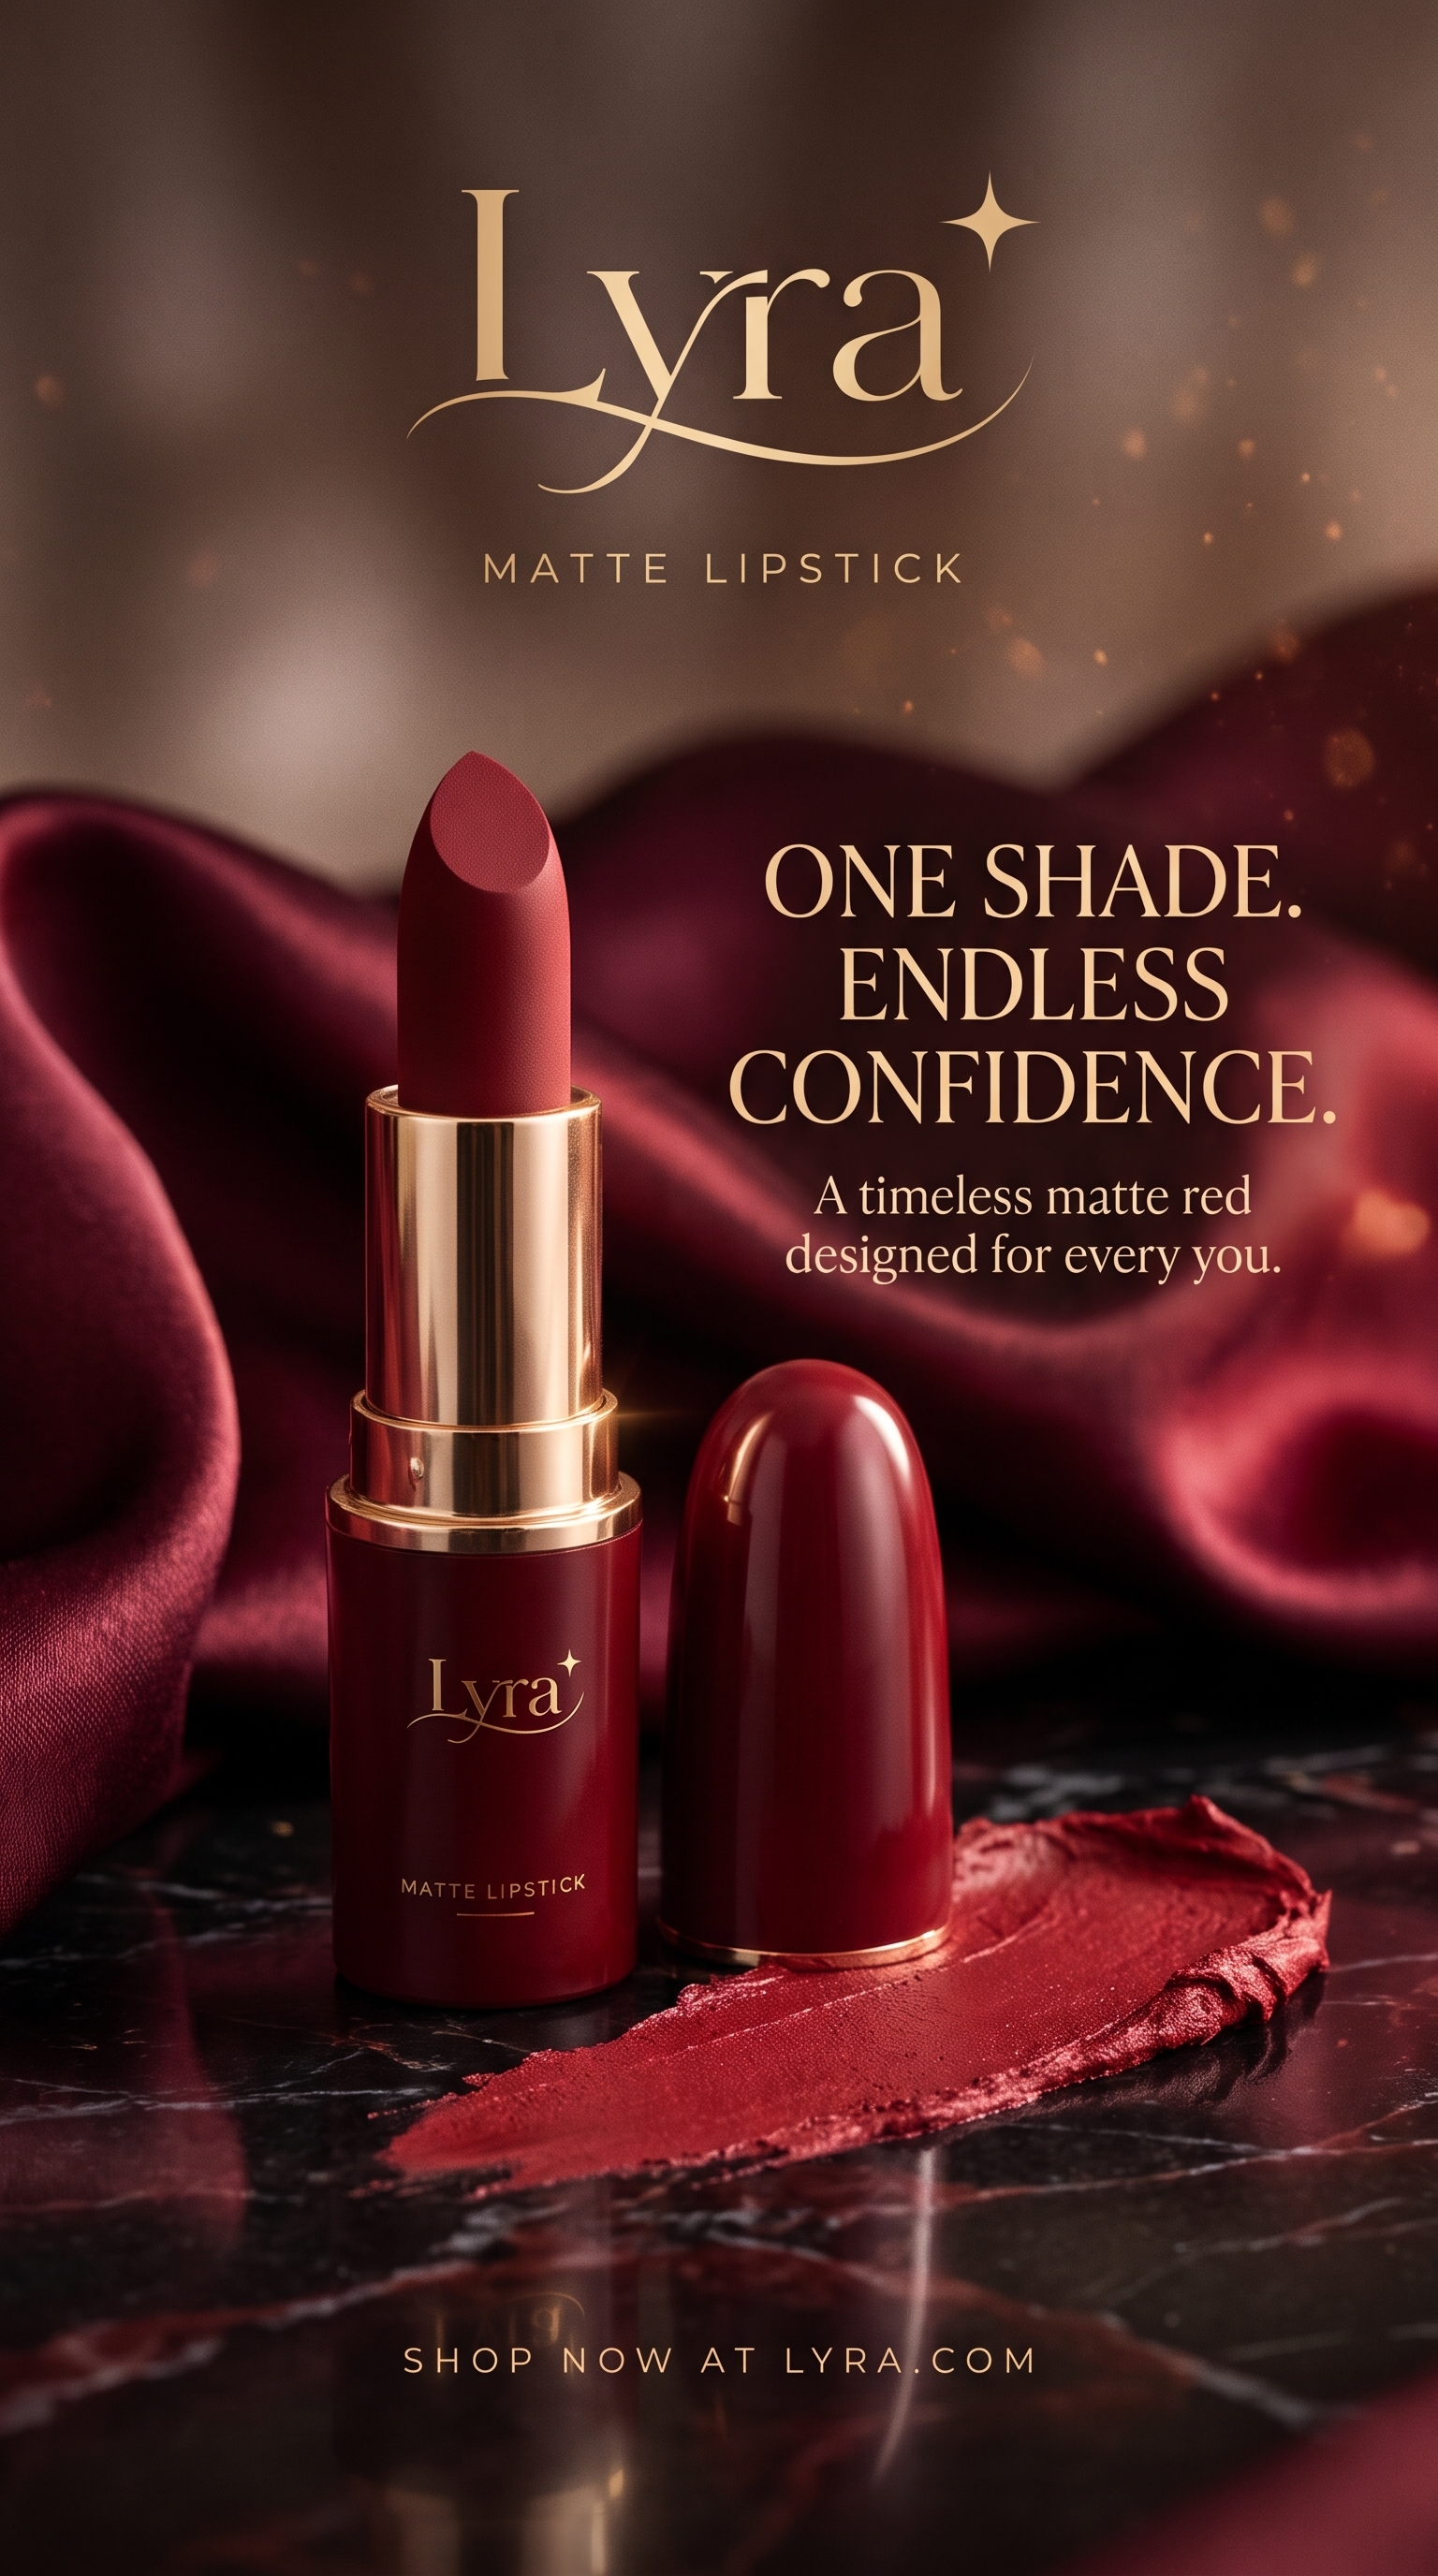 Lyra
MATTE LIPSTICK
ONE SHADE.
ENDLESS
CONFIDENCE.
A timeless matte red
designed for every you.
Lyra
MATTE LIPSTICK
SHOP NOW AT LYRA.COM